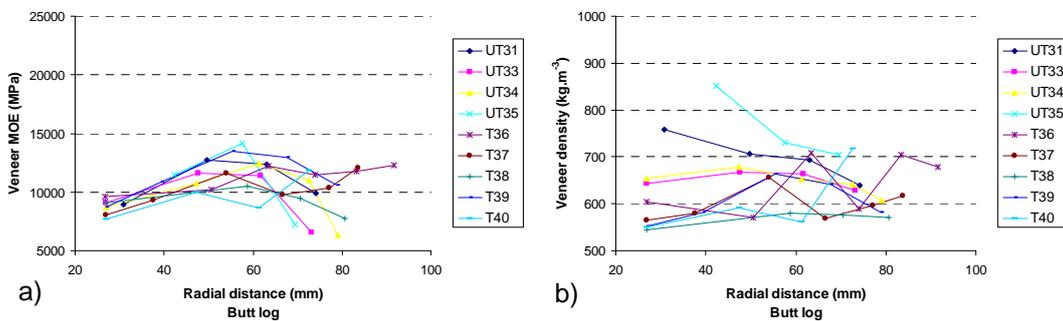 25000
20000
15000
10000
5000
Veneer MOE (MPa)
20 40 60 80 100
Radial distance (mm)
Butt log
a)
UT31
UT33
UT34
UT35
T36
T37
T38
T39
T40
1000
900
800
700
600
500
Veneer density (kg.m-3)
20 40 60 80 100
Radial distance (mm)
Butt log
b)
UT31
UT33
UT34
UT35
T36
T37
T38
T39
T40